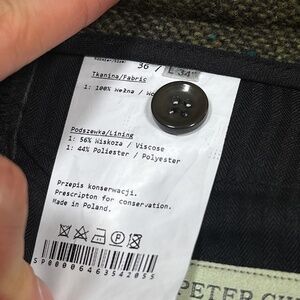 36 / L 34"
Tkanina/Fabric
1: 100% Wełna / Wo
Podszewka/Lining
1: 56% Wiskoza / Viscose
1: 44% Poliester / Polyester
Przepis konserwacji.
Prescripton for conservation.
Made in Poland.
SP0000646354205S
PETER